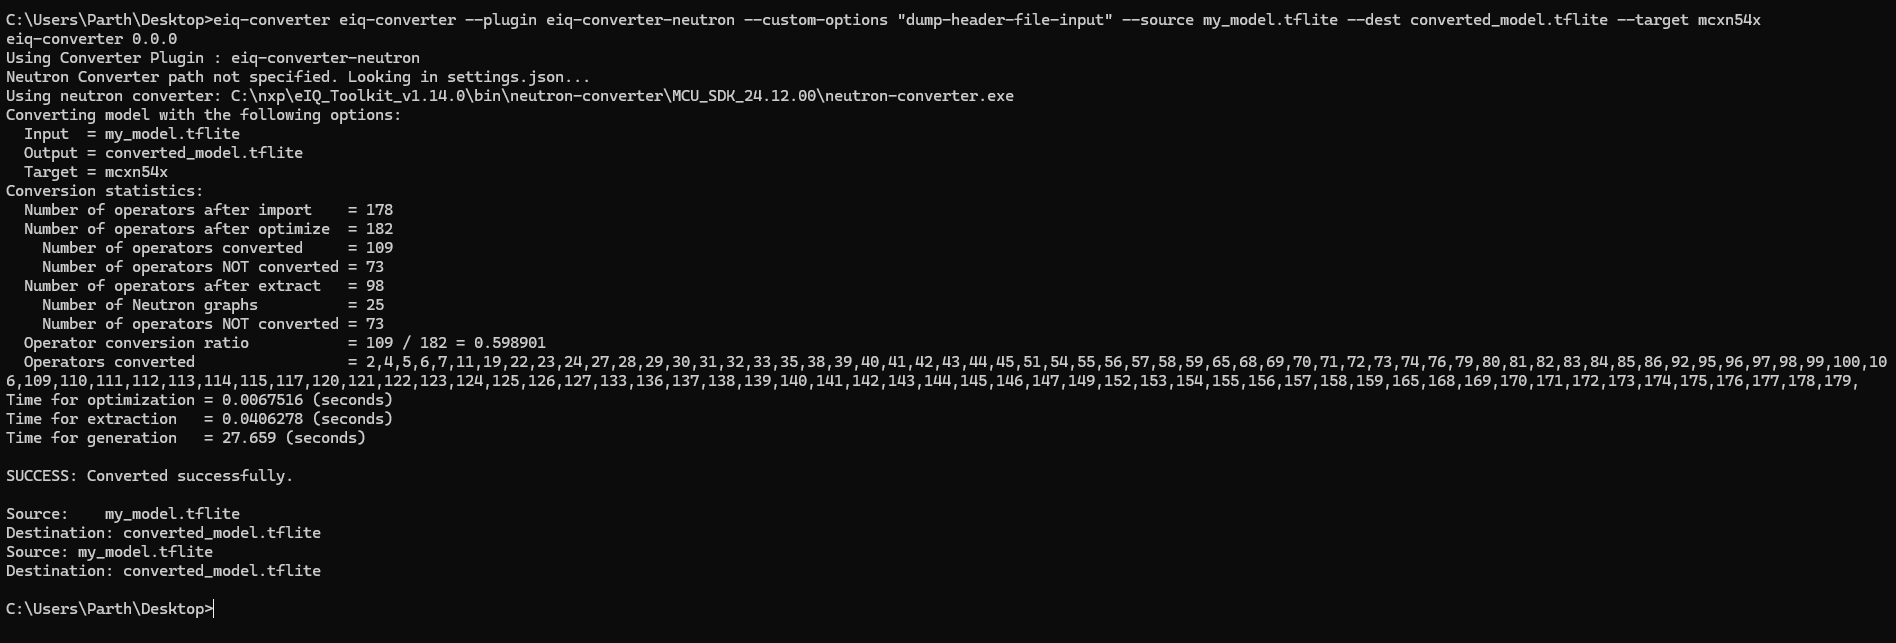 C:\Users\Parth\Desktop>eiq-converter eiq-converter --plugin eiq-converter-neutron --custom-options "dump-header-file-input" --source my_model.tflite --dest converted_model.tflite --target mcxn54x
eiq-converter 0.0.0
Using Converter Plugin : eiq-converter-neutron
Neutron Converter path not specified. Looking in settings.json...
Using neutron converter: C:\nxp\eIQ_Toolkit_v1.14.0\bin\neutron-converter\MCU_SDK_24.12.00\neutron-converter.exe
Converting model with the following options:
  Input  = my_model.tflite
  Output = converted_model.tflite
  Target = mcxn54x
Conversion statistics:
  Number of operators after import    = 178
  Number of operators after optimize  = 182
    Number of operators converted     = 109
    Number of operators NOT converted = 73
  Number of operators after extract   = 98
    Number of Neutron graphs          = 25
    Number of operators NOT converted = 73
  Operator conversion ratio           = 109 / 182 = 0.598901
  Operators converted                 = 2,4,5,6,7,11,19,22,23,24,27,28,29,30,31,32,33,35,38,39,40,41,42,43,44,45,51,54,55,56,57,58,59,65,68,69,70,71,72,73,74,76,79,80,81,82,83,84,85,86,92,95,96,97,98,99,100,10
6,109,110,111,112,113,114,115,117,120,121,122,123,124,125,126,127,133,136,137,138,139,140,141,142,143,144,145,146,147,149,152,153,154,155,156,157,158,159,165,168,169,170,171,172,173,174,175,176,177,178,179,
Time for optimization = 0.0067516 (seconds)
Time for extraction   = 0.0406278 (seconds)
Time for generation   = 27.659 (seconds)

SUCCESS: Converted successfully.

Source:    my_model.tflite
Destination: converted_model.tflite
Source: my_model.tflite
Destination: converted_model.tflite

C:\Users\Parth\Desktop>